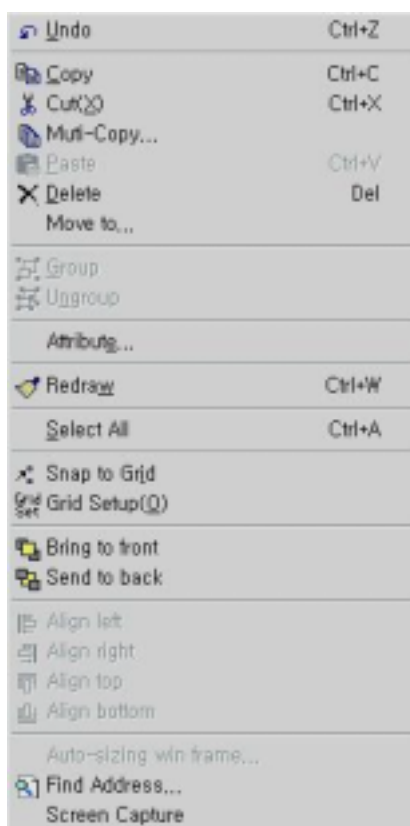 Undo Ctrl+Z
Copy Ctrl+C
Cut(X) Ctrl+X
Muti-Copy...
Paste Ctrl+V
Delete Del
Move to...
Group
Ungroup
Attribute...
Redraw Ctrl+W
Select All Ctrl+A
Snap to Grid
Grid Set Grid Setup(O)
Bring to front
Send to back
Align left
Align right
Align top
Align bottom
Auto-sizing win frame...
Find Address...
Screen Capture